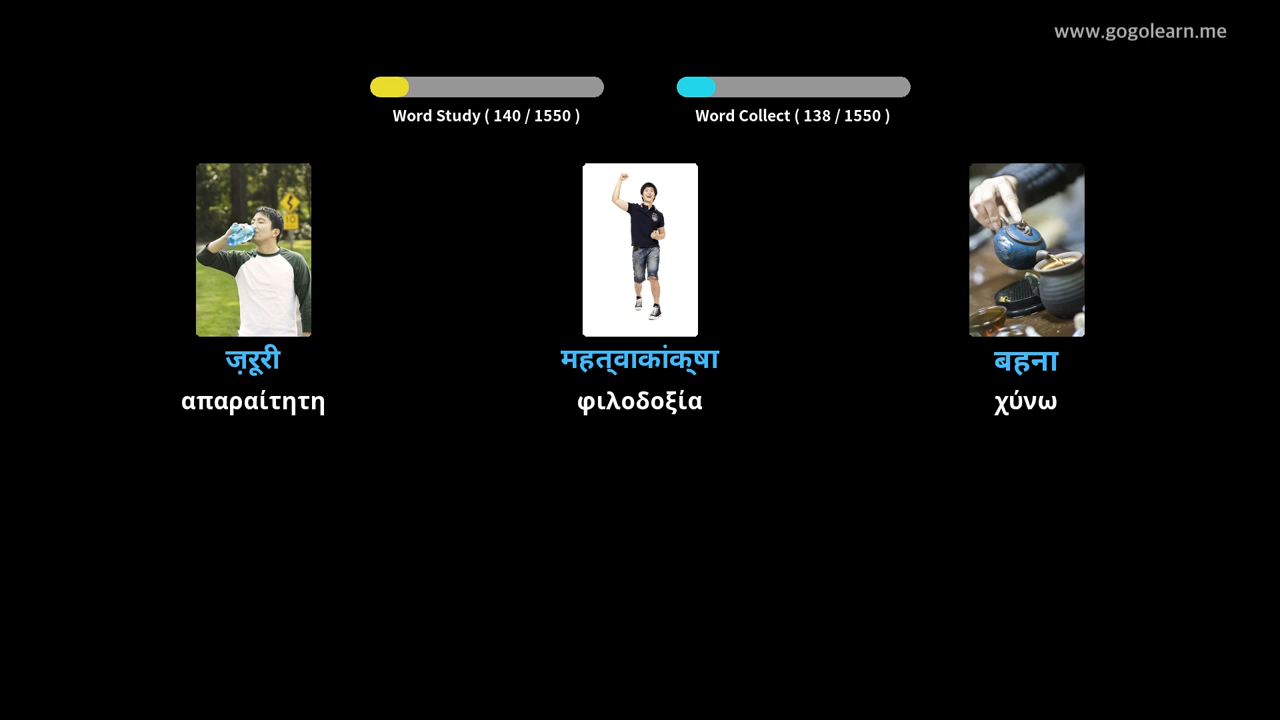 www.gogolearn.me
Word Study ( 140 / 1550 )
Word Collect ( 138 / 1550 )
ज़रूरी
απαραίτητη
महत्वाकांक्षा
φιλοδοξία
बहना
χύνω